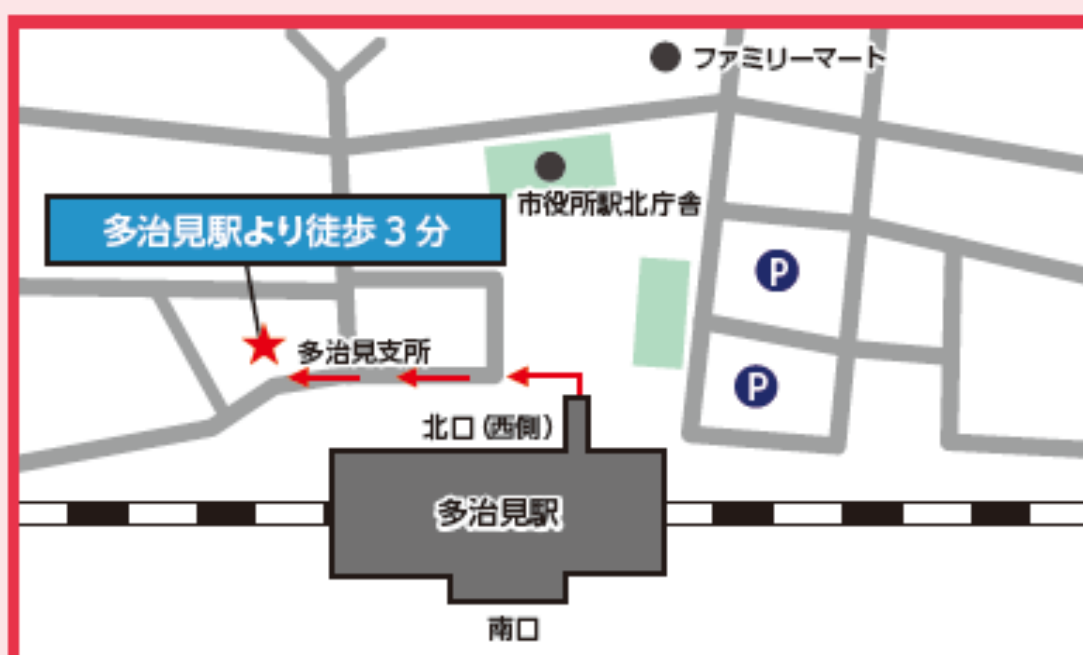 ファミリーマート
市役所駅北庁舎
多治見駅より徒歩 3 分
P
多治見支所
P
北口（西側）
多治見駅
南口